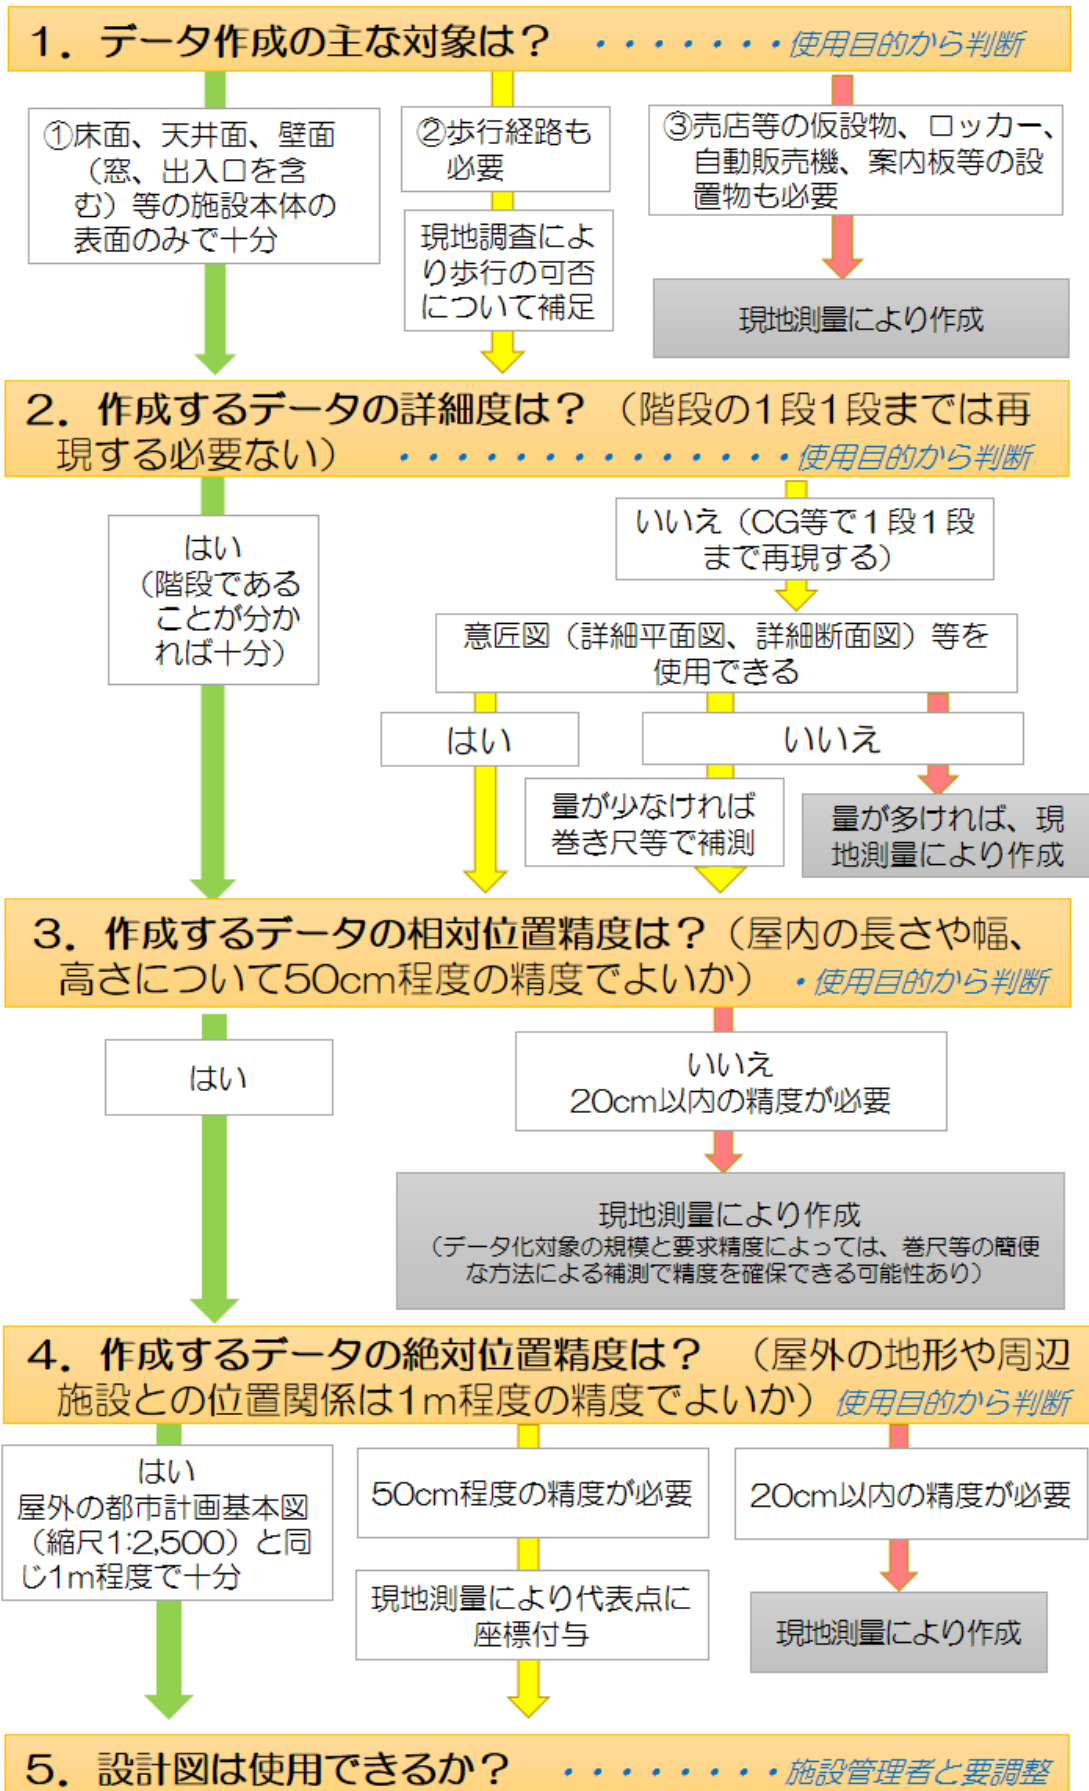 1．データ作成の主な対象は？ ・・・・・・・使用目的から判断
①床面、天井面、壁面
（窓、出入口を含
む）等の施設本体の
表面のみで十分
②歩行経路も
必要
現地調査によ
り歩行の可否
について補足
③売店等の仮設物、ロッカー、
自動販売機、案内板等の設
置物も必要
現地測量により作成
2．作成するデータの詳細度は？（階段の1段1段までは再
現する必要ない） ・・・・・・・・・・・・・・使用目的から判断
はい
（階段である
ことが分か
れば十分）
いいえ（CG等で１段１段
まで再現する）
意匠図（詳細平面図、詳細断面図）等を
使用できる
はい
いいえ
量が少なければ
巻き尺等で補測
量が多ければ、現
地測量により作成
3．作成するデータの相対位置精度は？（屋内の長さや幅、
高さについて50cm程度の精度でよいか） ・使用目的から判断
はい
いいえ
20cm以内の精度が必要
現地測量により作成
（データ化対象の規模と要求精度によっては、巻尺等の簡便
な方法による補測で精度を確保できる可能性あり）
4．作成するデータの絶対位置精度は？ （屋外の地形や周辺
施設との位置関係は1m程度の精度でよいか）使用目的から判断
はい
屋外の都市計画基本図
（縮尺1:2,500）と同
じ1m程度で十分
50cm程度の精度が必要
現地測量により代表点に
座標付与
20cm以内の精度が必要
現地測量により作成
5．設計図は使用できるか？ ・・・・・・・・施設管理者と要調整